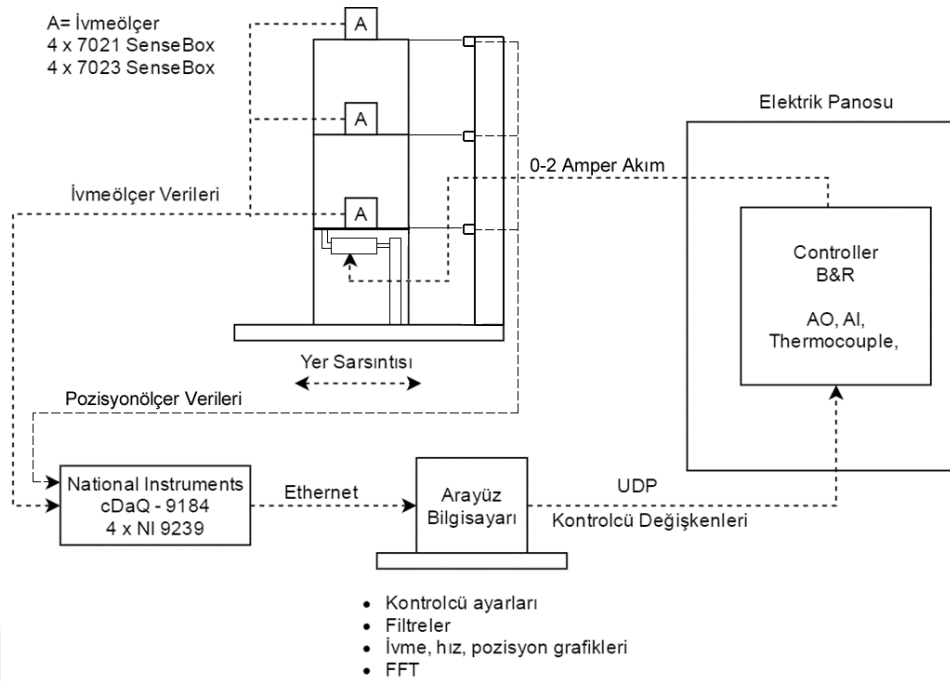 A= İvmeölçer
4 x 7021 SenseBox
4 x 7023 SenseBox
A
A
A
İvmeölçer Verileri
Elektrik Panosu
0-2 Amper Akım
Controller
B&R
AO, AI,
Thermocouple,
Yer Sarsıntısı
Pozisyonölçer Verileri
National Instruments
cDaQ - 9184
4 x NI 9239
Ethernet
Arayüz
Bilgisayarı
UDP
Kontrolcü Değişkenleri
• Kontrolcü ayarları
• Filtreler
• İvme, hız, pozisyon grafikleri
• FFT